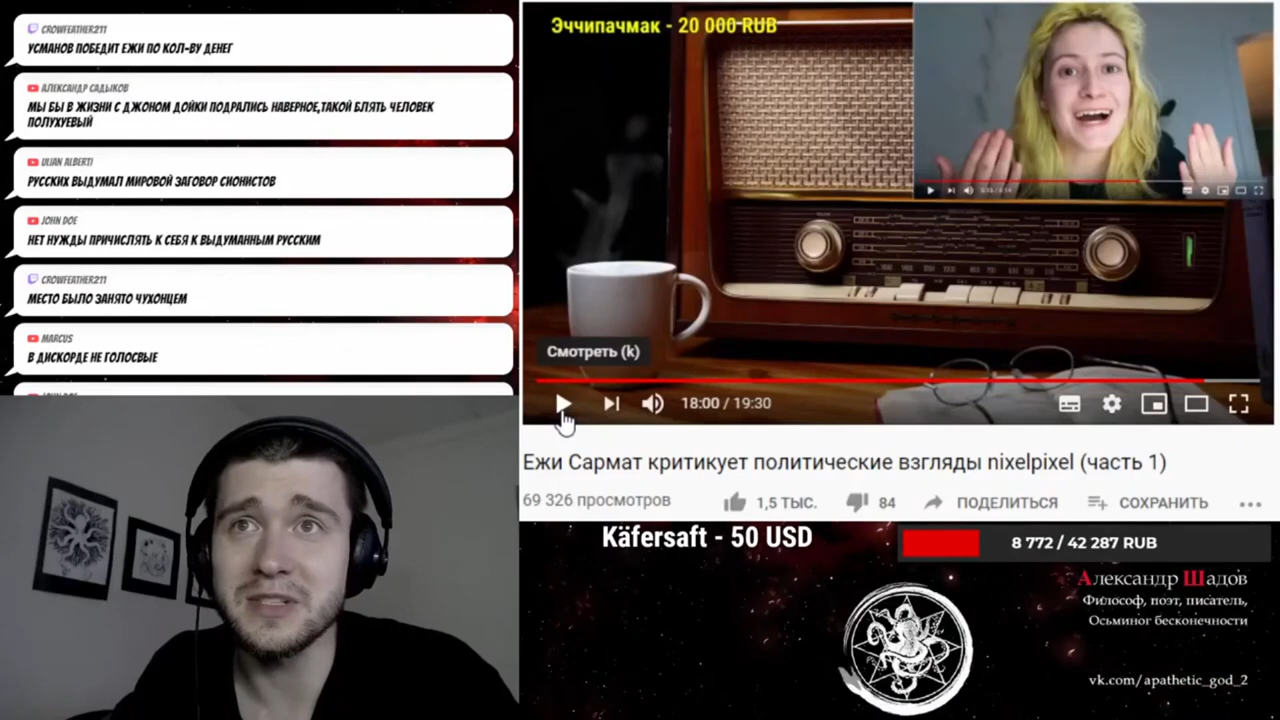 CROWFEATHER211
УСМАНОВ ПОБЕДИТ ЕЖИ ПО КОЛ-ВУ ДЕНЕГ
АЛЕКСАНДР САДЫКОВ
МЫ БЫ В ЖИЗНИ С ДЖОНОМ ДОЙКИ ПОДРАЛИСЬ НАВЕРНОЕ,ТАКОЙ БЛЯТЬ ЧЕЛОВЕК
ПОЛУХУЕВЫЙ
ULIAN ALBERTI
РУССКИХ ВЫДУМАЛ МИРОВОЙ ЗАГОВОР СИОНИСТОВ
JOHN DOE
НЕТ НУЖДЫ ПРИЧИСЛЯТЬ К СЕБЯ К ВЫДУМАННЫМ РУССКИМ
CROWFEATHER211
МЕСТО БЫЛО ЗАНЯТО ЧУХОНЦЕМ
MARCUS
В ДИСКОРДЕ НЕ ГОЛОСВЫЕ
Эччипачмак - 20 000 RUB
Смотреть (k)
18:00 / 19:30
Ежи Сармат критикует политические взгляды nixelpixel (часть 1)
69 326 просмотров
1,5 ТЫС.
84
ПОДЕЛИТЬСЯ
СОХРАНИТЬ
Käfersaft - 50 USD
8 772 / 42 287 RUB
Александр Шадов
Философ, поэт, писатель,
Осьминог бесконечности
vk.com/apathetic_god_2